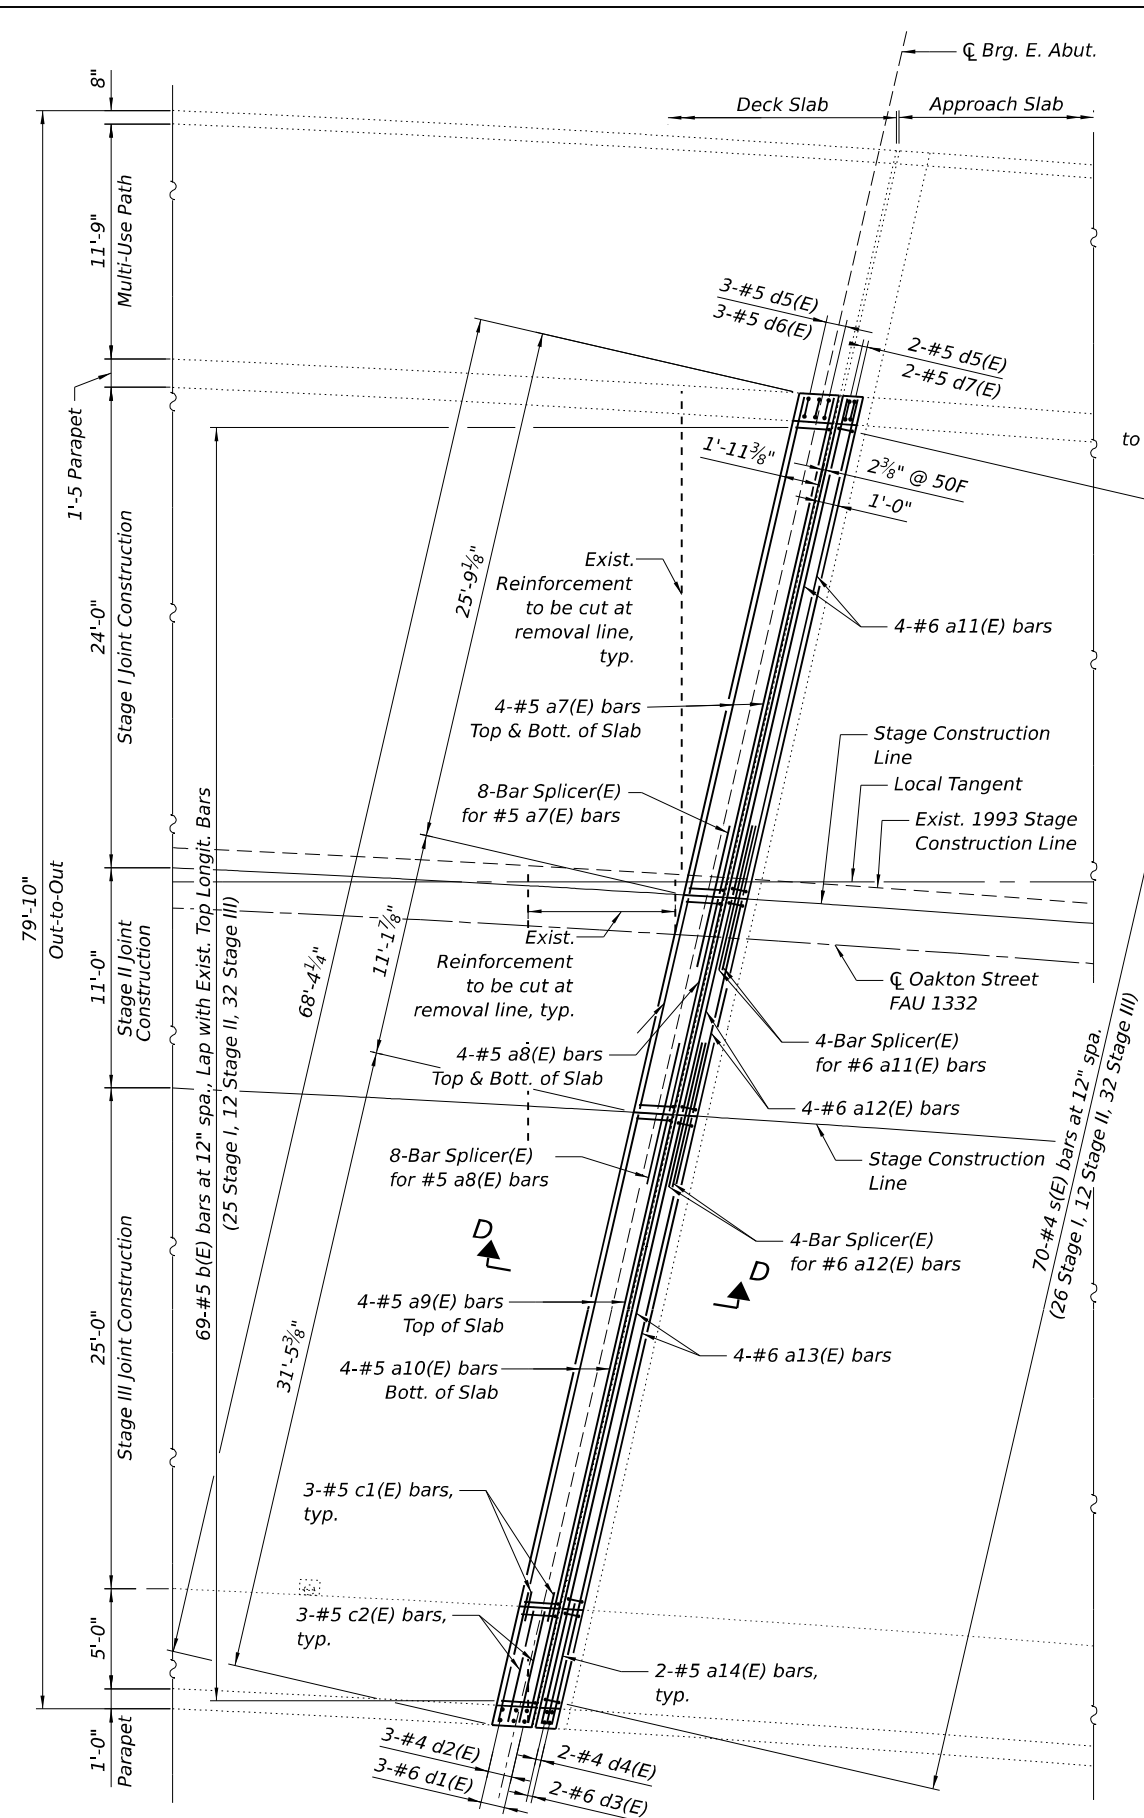 ℄ Brg. E. Abut.
8"
Deck Slab
Approach Slab
11'-9"
Multi-Use Path
3-#5 d5(E)
3-#5 d6(E)
2-#5 d5(E)
2-#5 d7(E)
1'-5 Parapet
to
1'-11⅜"
2⅜" @ 50F
1'-0"
24'-0"
Stage I Joint Construction
25'-9⅛"
Exist.
Reinforcement
to be cut at
removal line,
typ.
4-#6 a11(E) bars
4-#5 a7(E) bars
Top & Bott. of Slab
Stage Construction
Line
Local Tangent
8-Bar Splicer(E)
for #5 a7(E) bars
Exist. 1993 Stage
Construction Line
79'-10"
Out-to-Out
69-#5 b(E) bars at 12" spa., Lap with Exist. Top Longit. Bars
(25 Stage I, 12 Stage II, 32 Stage III)
68'-4¼"
11'-1⅞"
11'-0"
Stage II Joint
Construction
Exist.
Reinforcement
to be cut at
removal line, typ.
℄ Oakton Street
FAU 1332
4-#5 a8(E) bars
Top & Bott. of Slab
4-Bar Splicer(E)
for #6 a11(E) bars
4-#6 a12(E) bars
70-#4 s(E) bars at 12" spa.
(26 Stage I, 12 Stage II, 32 Stage III)
8-Bar Splicer(E)
for #5 a8(E) bars
Stage Construction
Line
D
D
4-Bar Splicer(E)
for #6 a12(E) bars
25'-0"
Stage III Joint Construction
31'-5⅜"
4-#5 a9(E) bars
Top of Slab
4-#6 a13(E) bars
4-#5 a10(E) bars
Bott. of Slab
3-#5 c1(E) bars,
typ.
3-#5 c2(E) bars,
typ.
5'-0"
2-#5 a14(E) bars,
typ.
1'-0"
Parapet
3-#4 d2(E)
3-#6 d1(E)
2-#4 d4(E)
2-#6 d3(E)